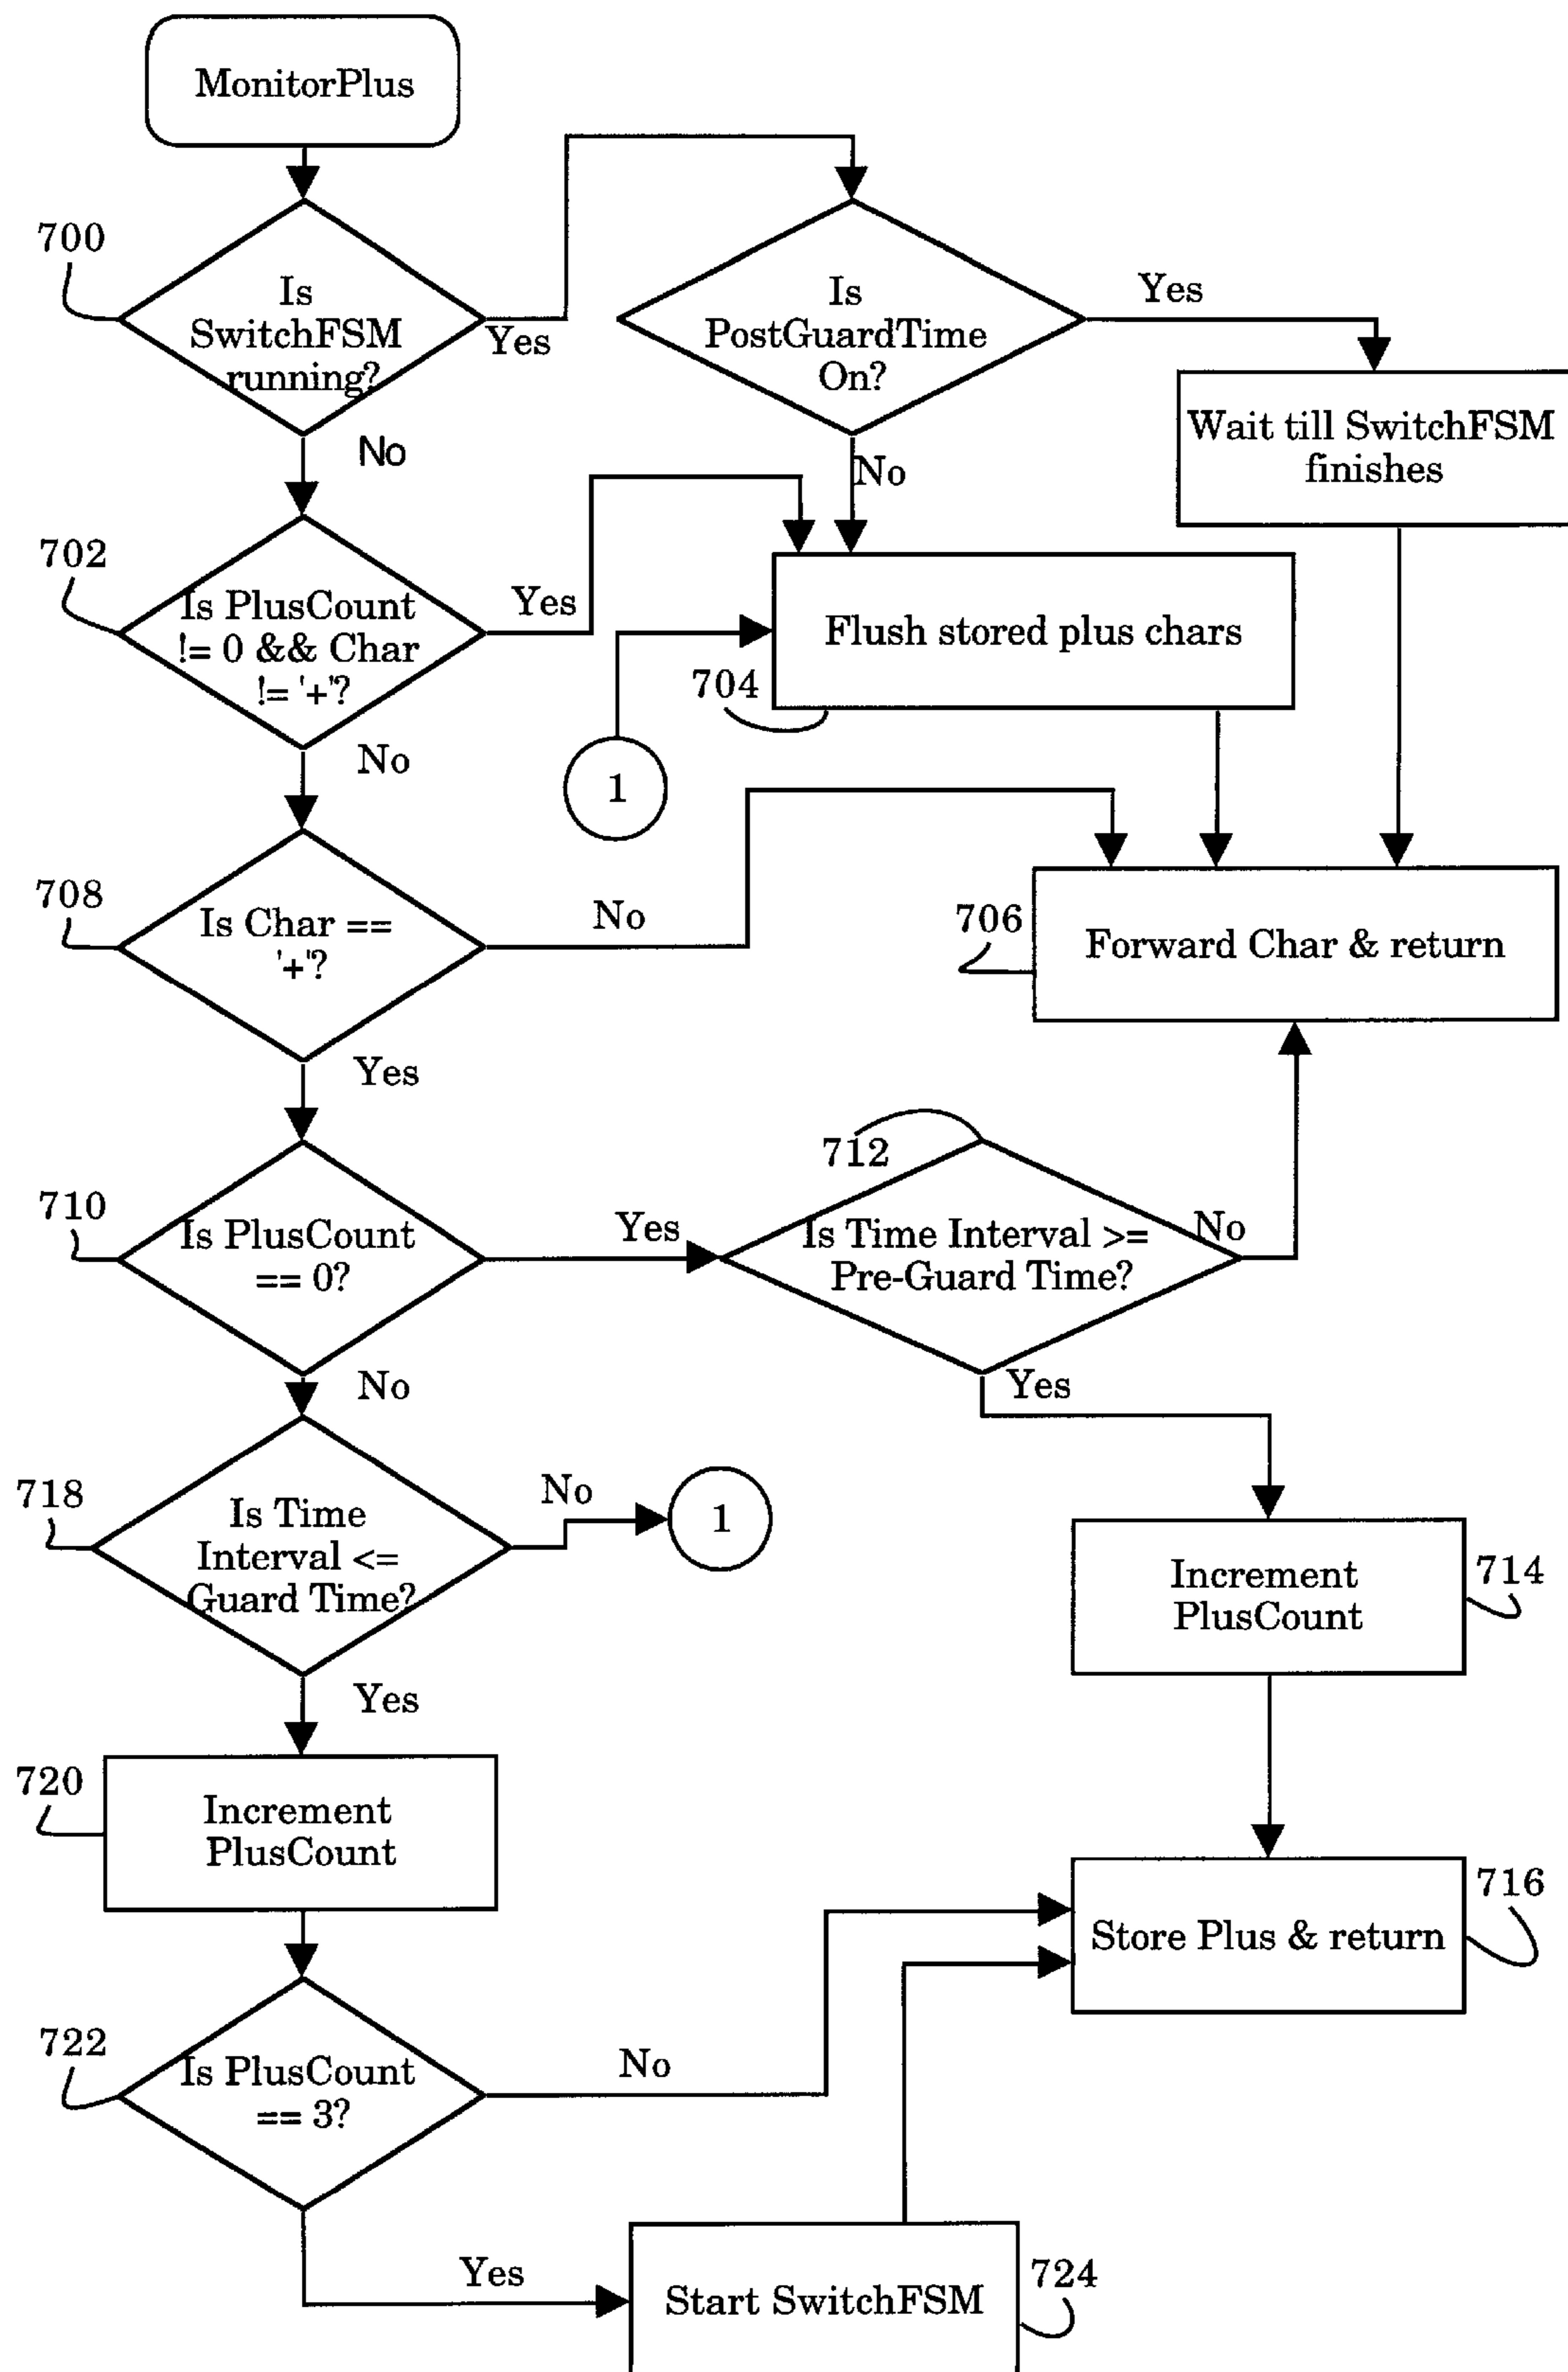 MonitorPlus
700
Is
SwitchFSM
running?
Yes
No
Is
PostGuardTime
On?
Yes
No
Wait till SwitchFSM
finishes
702
Is PlusCount
!= 0 && Char
!= '+'?
Yes
No
Flush stored plus chars
704
1
708
Is Char ==
'+'?
No
Yes
706
Forward Char & return
710
Is PlusCount
== 0?
Yes
No
712
Is Time Interval >=
Pre-Guard Time?
No
Yes
718
Is Time
Interval <=
Guard Time?
No
1
Yes
Increment
PlusCount
714
720
Increment
PlusCount
Store Plus & return
716
722
Is PlusCount
== 3?
No
Yes
Start SwitchFSM
724